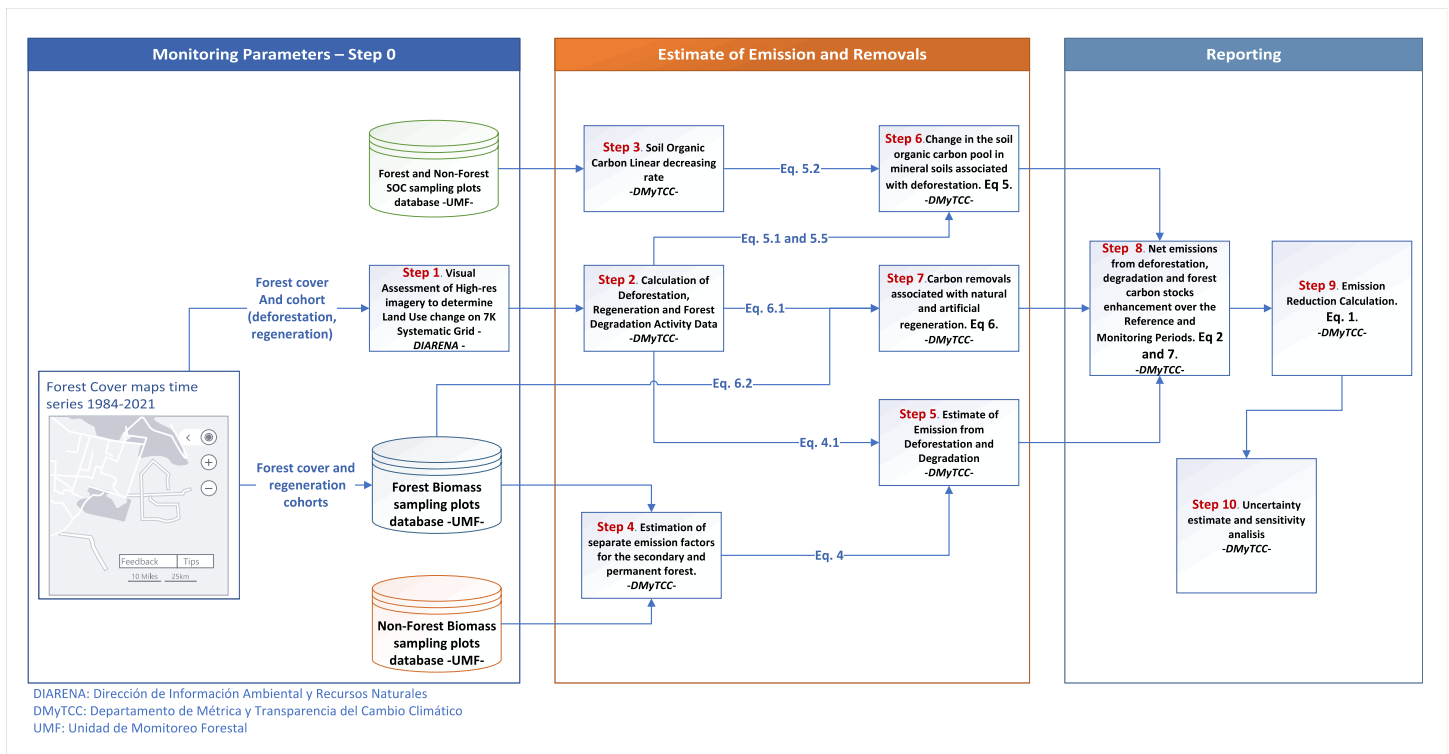 Monitoring Parameters – Step 0
Forest and Non-Forest
SOC sampling plots
database -UMF-
Forest cover
And cohort
(deforestation,
regeneration)
Step 1. Visual
Assessment of High-res
imagery to determine
Land Use change on 7K
Systematic Grid -
DIARENA -
Forest Cover maps time
series 1984-2021
Feedback
Tips
10 Miles
25km
Forest cover and
regeneration
cohorts
Forest Biomass
sampling plots
database -UMF-
Non-Forest Biomass
sampling plots
database -UMF-
Estimate of Emission and Removals
Step 3. Soil Organic
Carbon Linear decreasing
rate
-DMyTCC-
Eq. 5.2
Step 6.Change in the soil
organic carbon pool in
mineral soils associated
with deforestation. Eq 5.
-DMyTCC-
Eq. 5.1 and 5.5
Step 2. Calculation of
Deforestation,
Regeneration and Forest
Degradation Activity Data
-DMyTCC-
Eq. 6.1
Step 7.Carbon removals
associated with natural
and artificial
regeneration. Eq 6.
-DMyTCC-
Eq. 6.2
Eq. 4.1
Step 5. Estimate of
Emission from
Deforestation and
Degradation
-DMyTCC-
Step 4. Estimation of
separate emission factors
for the secondary and
permanent forest.
-DMyTCC-
Eq. 4
Reporting
Step 8. Net emissions
from deforestation,
degradation and forest
carbon stocks
enhancement over the
Reference and
Monitoring Periods. Eq 2
and 7.
-DMyTCC-
Step 9. Emission
Reduction Calculation.
Eq. 1.
-DMyTCC-
Step 10. Uncertainty
estimate and sensitivity
analisis
-DMyTCC-
DIARENA: Dirección de Información Ambiental y Recursos Naturales
DMyTCC: Departamento de Métrica y Transparencia del Cambio Climático
UMF: Unidad de Momitoreo Forestal